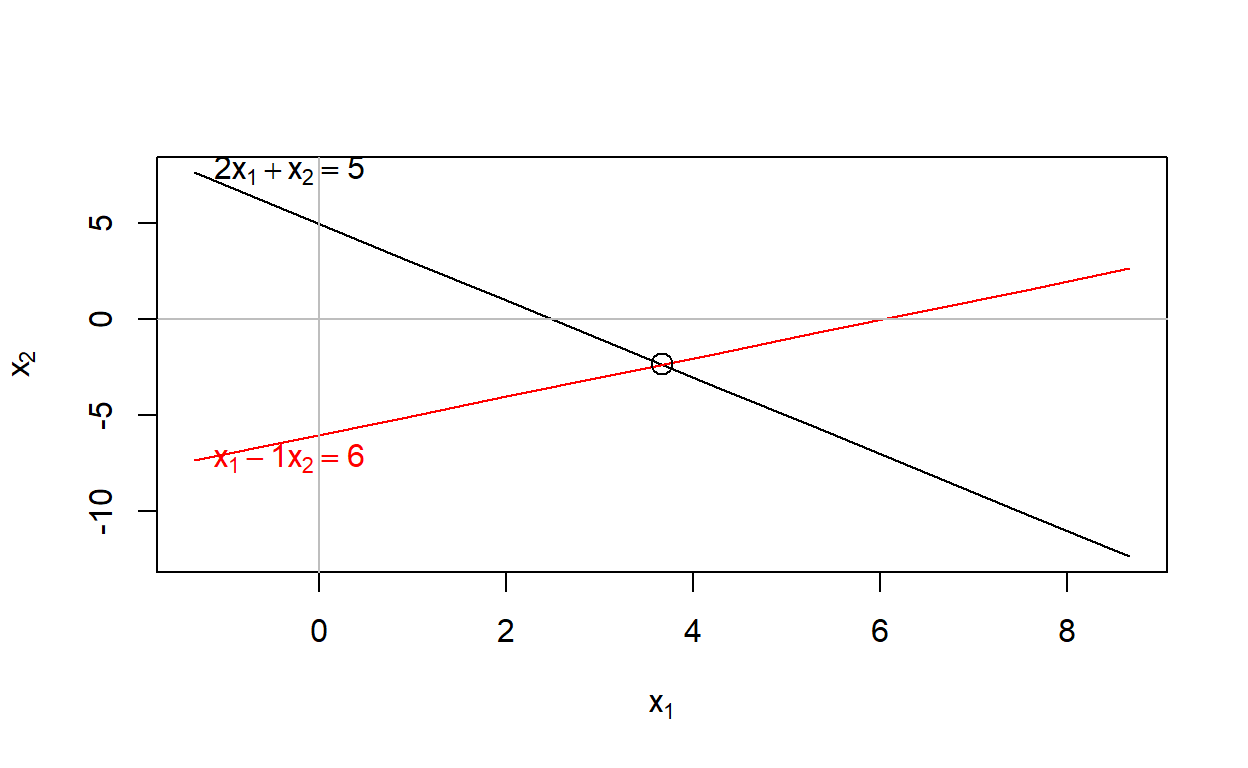 2x₁ + x₂ = 5
5
0
-5
-10
x₂
x₁ − 1x₂ = 6
0 2 4 6 8
x₁